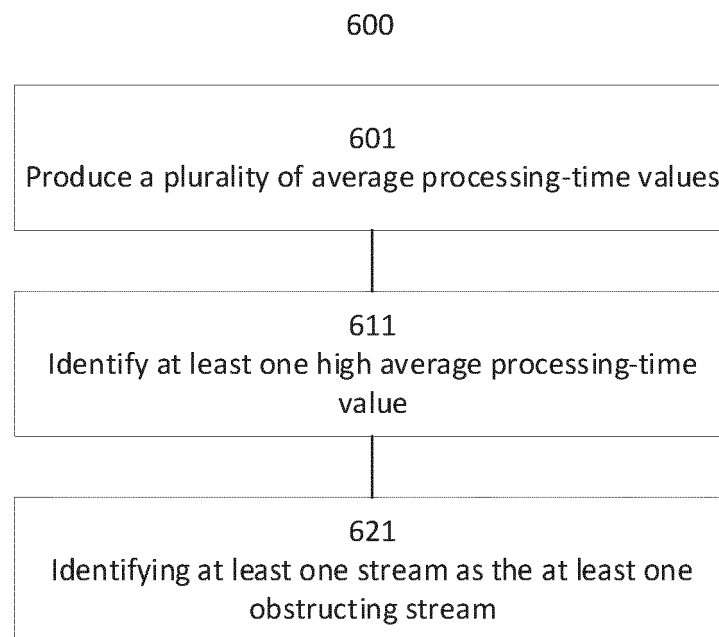 600
601
Produce a plurality of average processing-time values
611
Identify at least one high average processing-time
value
621
Identifying at least one stream as the at least one
obstructing stream